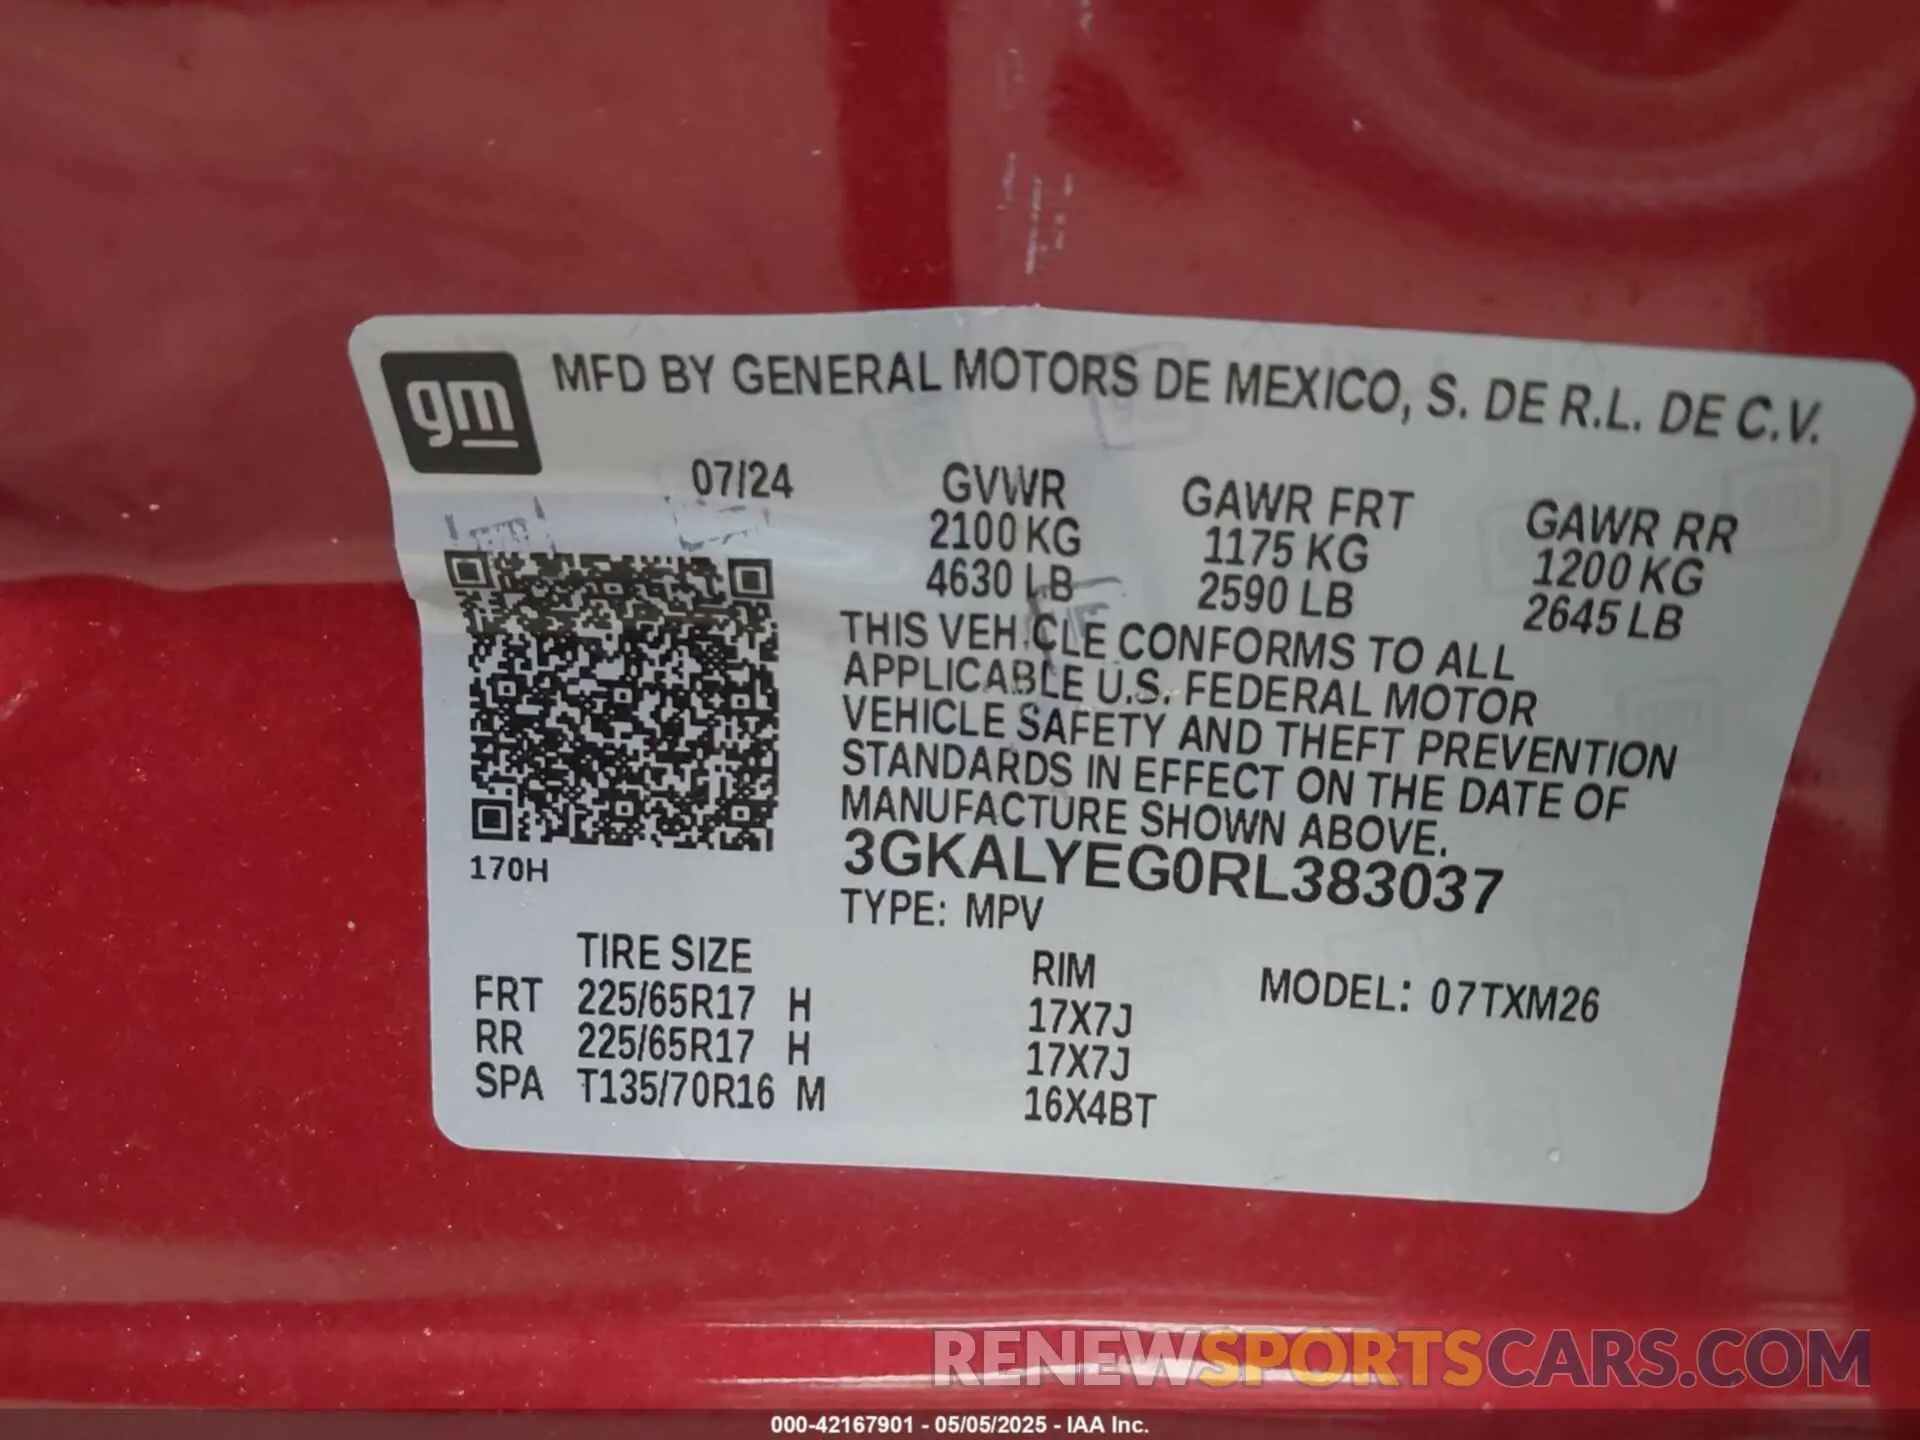 gm
MFD BY GENERAL MOTORS DE MEXICO, S. DE R.L. DE C.V.
07/24 GVWR GAWR FRT GAWR RR
2100 KG 1175 KG 1200 KG
4630 LB 2590 LB 2645 LB
THIS VEHICLE CONFORMS TO ALL
APPLICABLE U.S. FEDERAL MOTOR
VEHICLE SAFETY AND THEFT PREVENTION
STANDARDS IN EFFECT ON THE DATE OF
MANUFACTURE SHOWN ABOVE.
170H
3GKALYEG0RL383037
TYPE: MPV
TIRE SIZE RIM MODEL: 07TXM26
FRT 225/65R17 H 17X7J
RR 225/65R17 H 17X7J
SPA T135/70R16 M 16X4BT
RENEWSPORTSCARS.COM
000-42167901 - 05/05/2025 - IAA Inc.